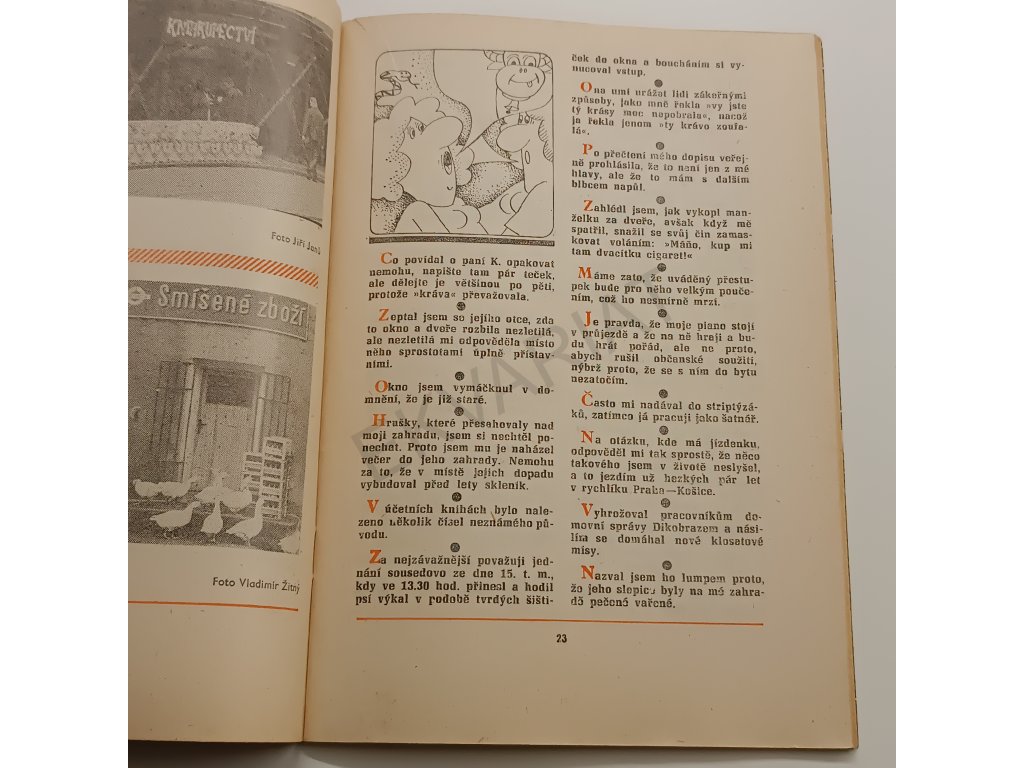 KNIHKUPECTVÍ
Foto Jiří Janů
Smíšené zboží
Foto Vladimír Žitný
Co povídal o paní K. opakovat
nemohu, napište tam pár teček,
ale dělejte je většinou po pěti,
protože »kráva« převažovala.
Zeptal jsem se jejího otce, zda
to okno a dveře rozbila nezletilá,
ale nezletilá mi odpověděla místo
něho sprostotami úplně přístav-
ními.
Okno jsem vymáčknul v do-
mnění, že je již staré.
Hrušky, které přesahovaly nad
moji zahradu, jsem si nechtěl po-
nechat. Proto jsem mu je naházel
večer do jeho zahrady. Nemohu
za to, že v místě jejich dopadu
vybudoval před lety skleník.
V účetních knihách bylo nale-
zeno několik čísel neznámého pů-
vodu.
Za nejzávažnější považuji jed-
nání sousedovo ze dne 15. t. m.,
kdy ve 13.30 hod. přinesl a hodil
psí výkal v podobě tvrdých šišti-
ček do okna a boucháním si vy-
nucoval vstup.
Ona umí urážet lidi zákeřnými
způsoby, jako mně řekla »vy jste
tý krásy moc nepobrala«, načož
já řekla jenom »ty krávo zoufa-
lá«.
Po přečtení mého dopisu veřej-
ně prohlásila, že to není jen z mé
hlavy, ale že to mám s dalším
blbcem napůl.
Zahlédl jsem, jak vykopl man-
želku za dveře, avšak když mě
spatřil, snažil se svůj čin zamas-
kovat voláním: »Máňo, kup mi
tam dvacítku cigaret!«
Máme zato, že uváděný přestu-
pek bude pro něho velkým pouče-
ním, což ho nesmírně mrzí.
Je pravda, že moje piano stojí
v průjezdě a že na ně hraji a bu-
du hrát pořád, ale ne proto,
abych rušil občanské soužití,
nýbrž proto, že se s ním do bytu
nezatočím.
Často mi nadával do striptýzá-
ků, zatímco já pracuji jako šatnář.
Na otázku, kde má jízdenku,
odpověděl mi tak sprostě, že něco
takového jsem v životě neslyšel,
a to jezdím už hezkých pár let
v rychlíku Praha—Košice.
Vyhrožoval pracovníkům do-
movní správy Dikobrazem a nási-
lím se domáhal nové klosetové
mísy.
Nazval jsem ho lumpem proto,
že jeho slepice byly na mé zahra-
dě pečené vařené.
23